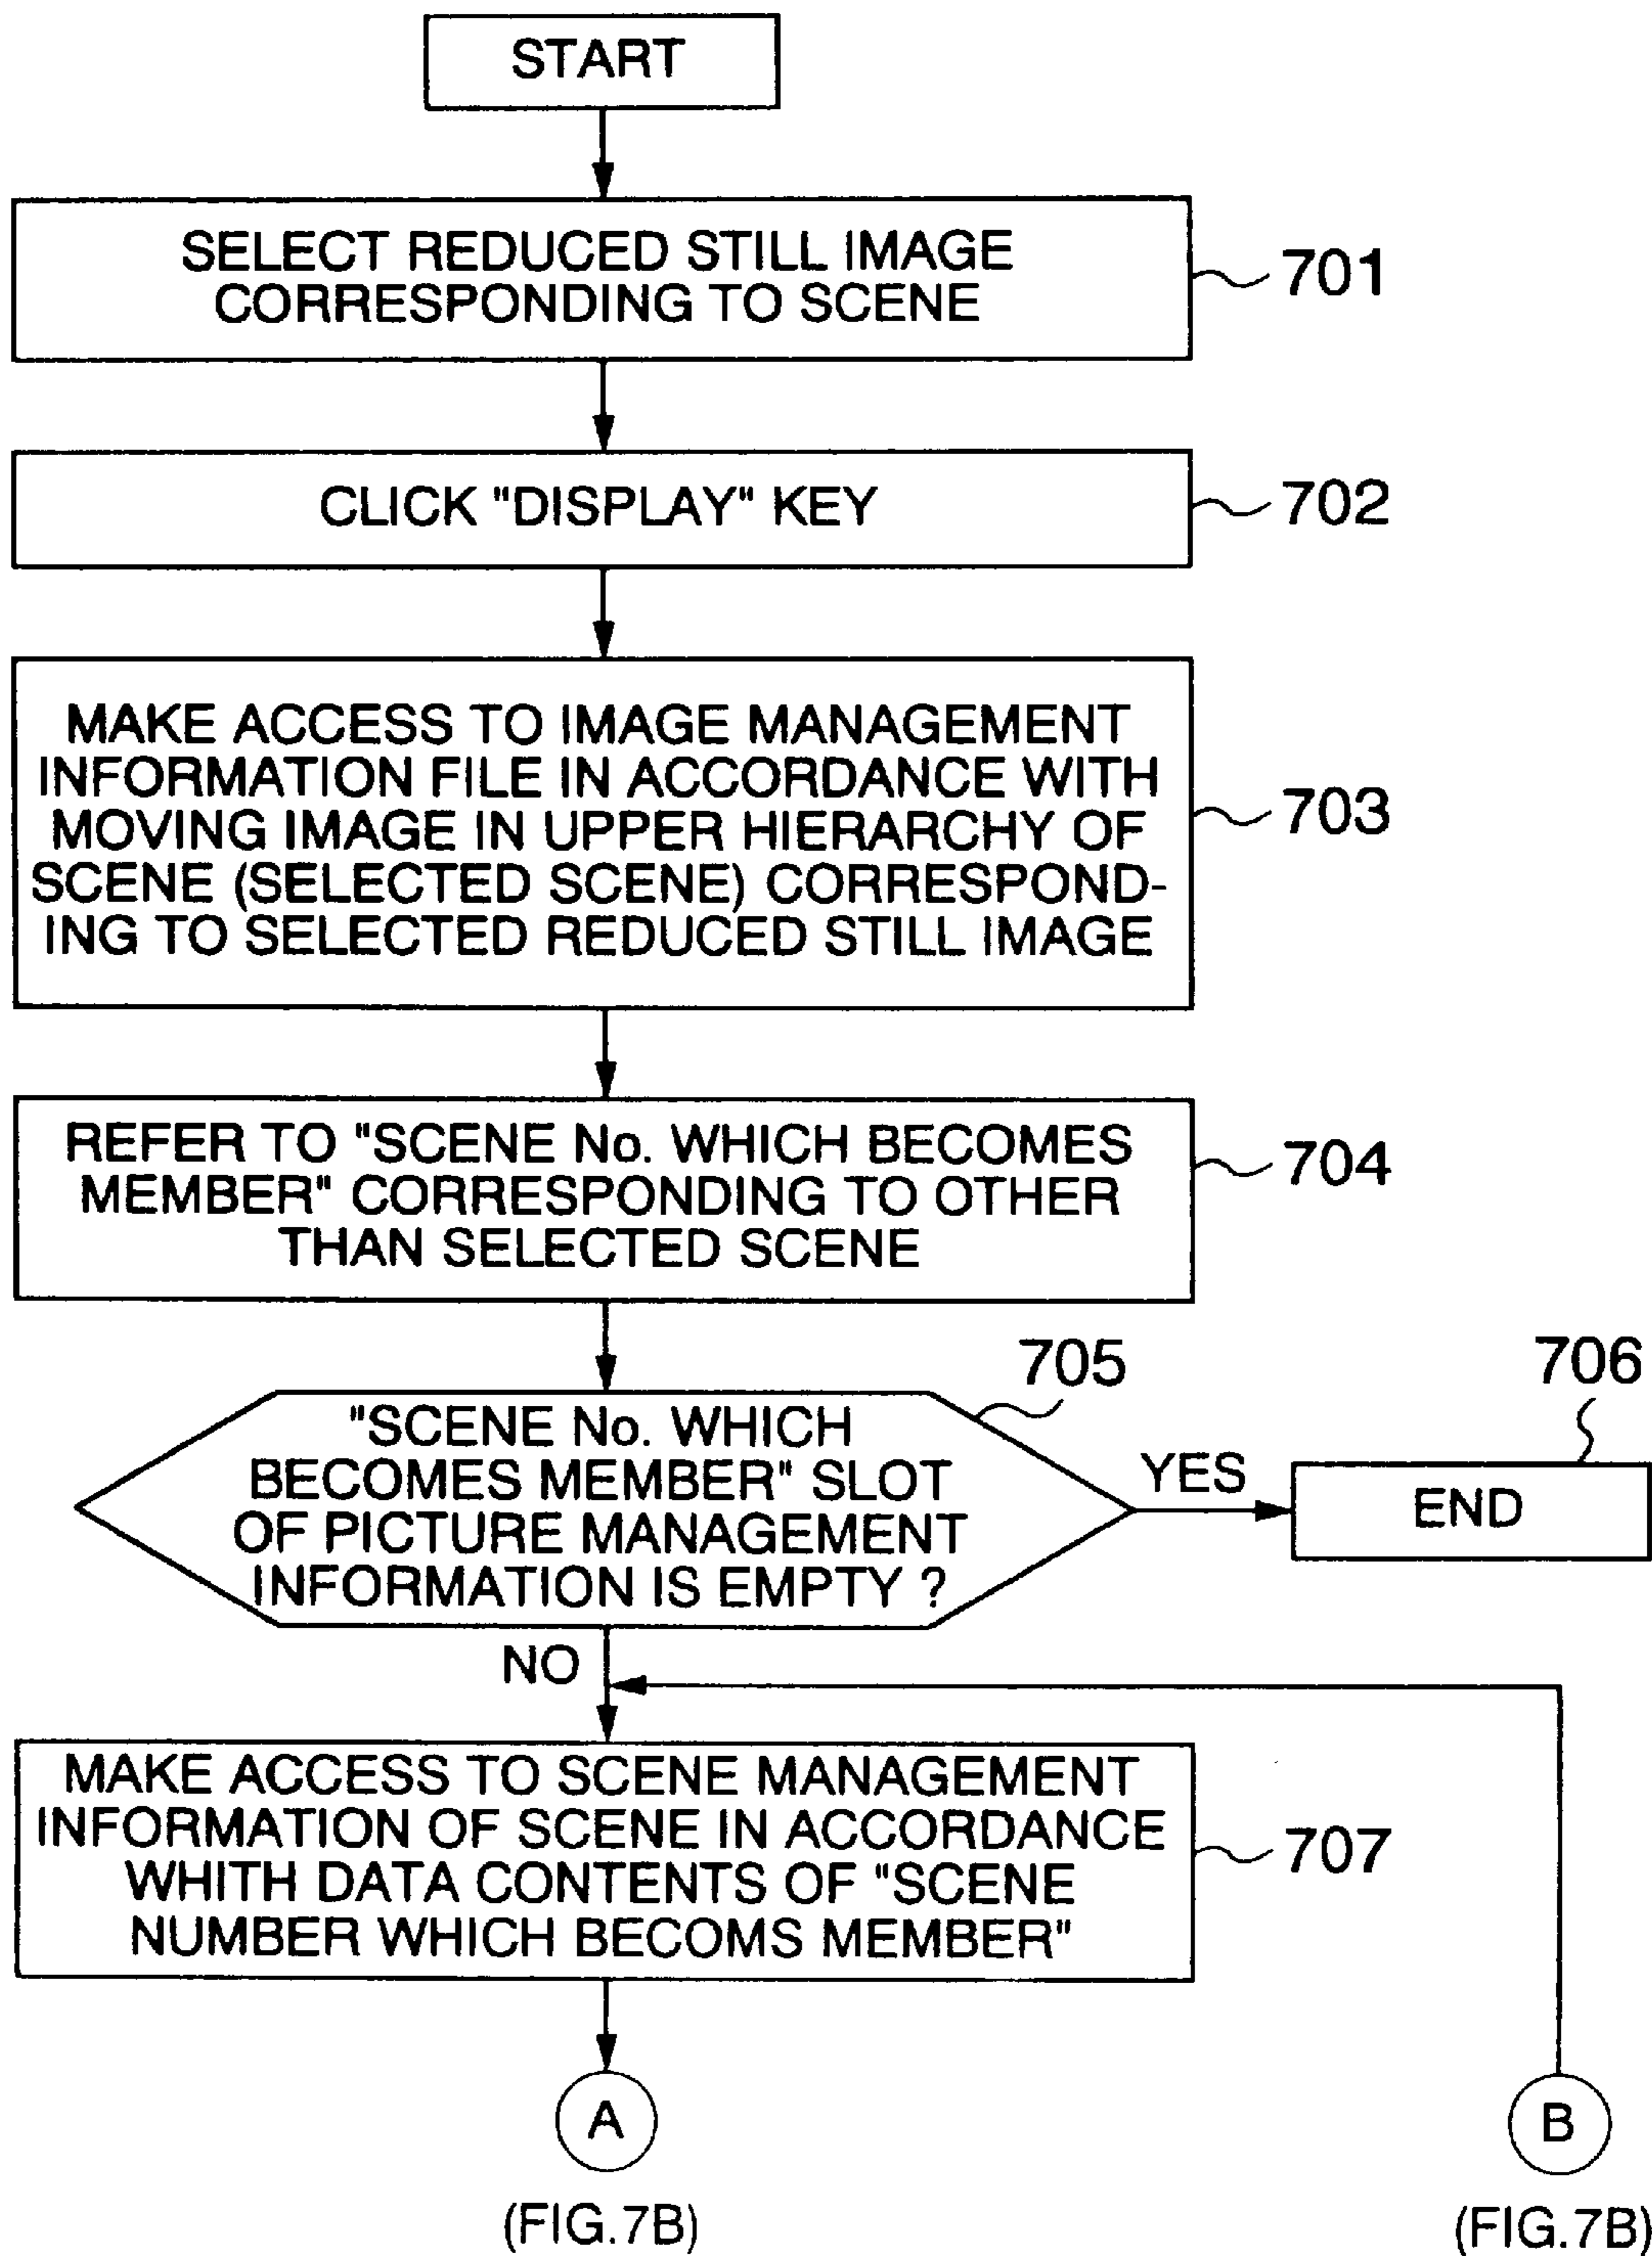 START
SELECT REDUCED STILL IMAGE
CORRESPONDING TO SCENE
701
CLICK "DISPLAY" KEY
702
MAKE ACCESS TO IMAGE MANAGEMENT
INFORMATION FILE IN ACCORDANCE WITH
MOVING IMAGE IN UPPER HIERARCHY OF
SCENE (SELECTED SCENE) CORRESPOND-
ING TO SELECTED REDUCED STILL IMAGE
703
REFER TO "SCENE No. WHICH BECOMES
MEMBER" CORRESPONDING TO OTHER
THAN SELECTED SCENE
704
"SCENE No. WHICH
BECOMES MEMBER" SLOT
OF PICTURE MANAGEMENT
INFORMATION IS EMPTY ?
705
YES
706
END
NO
MAKE ACCESS TO SCENE MANAGEMENT
INFORMATION OF SCENE IN ACCORDANCE
WHITH DATA CONTENTS OF "SCENE
NUMBER WHICH BECOMS MEMBER"
707
A
(FIG.7B)
B
(FIG.7B)